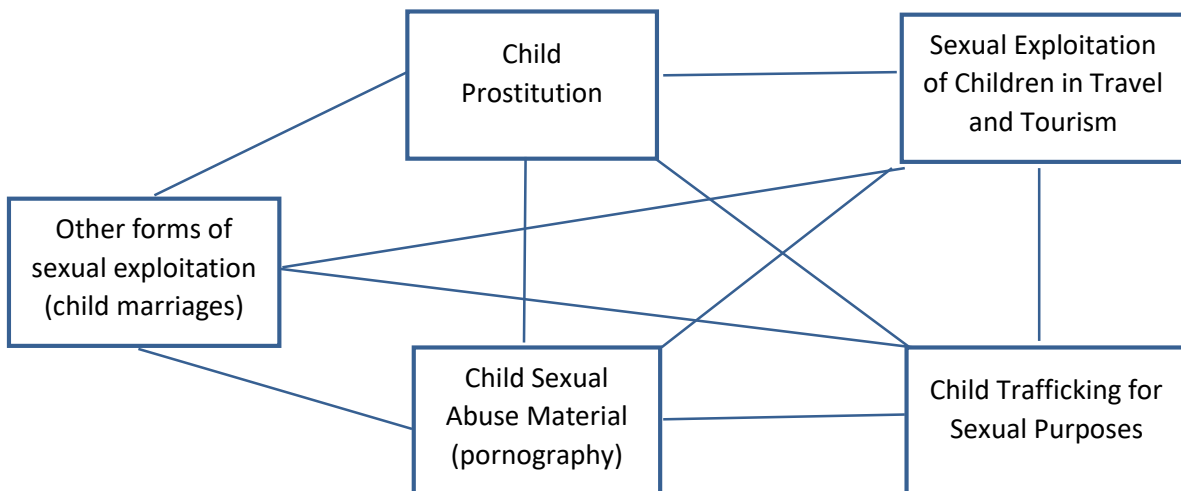 Child
Prostitution
Sexual Exploitation
of Children in Travel
and Tourism
Other forms of
sexual exploitation
(child marriages)
Child Sexual
Abuse Material
(pornography)
Child Trafficking for
Sexual Purposes